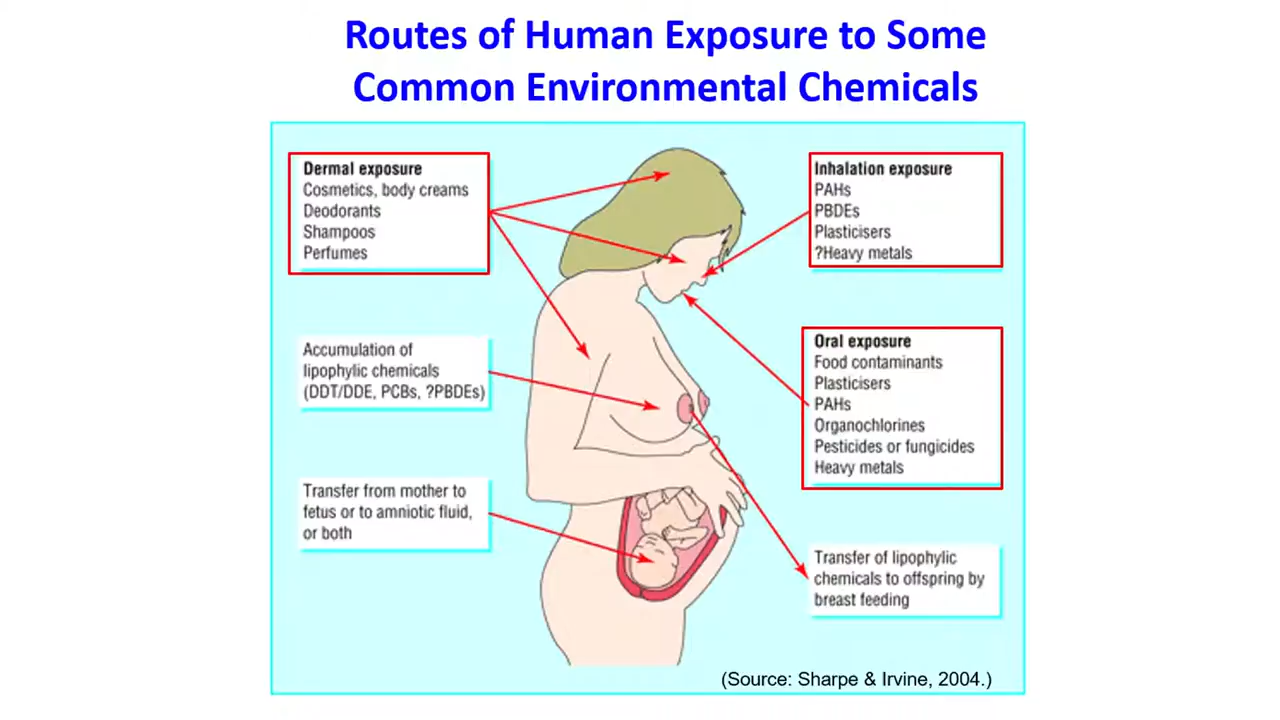 Routes of Human Exposure to Some
Common Environmental Chemicals
Dermal exposure
Cosmetics, body creams
Deodorants
Shampoos
Perfumes
Accumulation of
lipophylic chemicals
(DDT/DDE, PCBs, ?PBDEs)
Transfer from mother to
fetus or to amniotic fluid,
or both
Inhalation exposure
PAHs
PBDEs
Plasticisers
?Heavy metals
Oral exposure
Food contaminants
Plasticisers
PAHs
Organochlorines
Pesticides or fungicides
Heavy metals
Transfer of lipophylic
chemicals to offspring by
breast feeding
(Source: Sharpe & Irvine, 2004.)